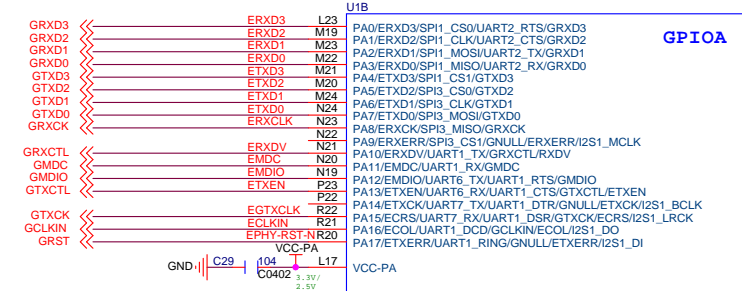 U1B
GPIOA
GRXD3 ERXD3 L23 PA0/ERXD3/SPI1_CS0/UART2_RTS/GRXD3
GRXD2 ERXD2 M19 PA1/ERXD2/SPI1_CLK/UART2_CTS/GRXD2
GRXD1 ERXD1 M23 PA2/ERXD1/SPI1_MOSI/UART2_TX/GRXD1
GRXD0 ERXD0 M22 PA3/ERXD0/SPI1_MISO/UART2_RX/GRXD0
GTXD3 ETXD3 M21 PA4/ETXD3/SPI1_CS1/GTXD3
GTXD2 ETXD2 M20 PA5/ETXD2/SPI3_CS0/GTXD2
GTXD1 ETXD1 M24 PA6/ETXD1/SPI3_CLK/GTXD1
GTXD0 ETXD0 N24 PA7/ETXD0/SPI3_MOSI/GTXD0
GRXCK ERXCLK N23 PA8/ERXCK/SPI3_MISO/GRXCK
N22 PA9/ERXERR/SPI3_CS1/GNULL/ERXERR/I2S1_MCLK
GRXCTL ERXDV N21 PA10/ERXDV/UART1_TX/GRXCTL/RXDV
GMDC EMDC N20 PA11/EMDC/UART1_RX/GMDC
GMDIO EMDIO N19 PA12/EMDIO/UART6_TX/UART1_RTS/GMDIO
GTXCTL ETXEN P23 PA13/ETXEN/UART6_RX/UART1_CTS/GTXCTL/ETXEN
P22 PA14/ETXCK/UART7_TX/UART1_DTR/GNULL/ETXCK/I2S1_BCLK
GTXCK EGTXCLK R22 PA15/ECRS/UART7_RX/UART1_DSR/GTXCK/ECRS/I2S1_LRCK
GCLKIN ECLKIN R21 PA16/ECOL/UART1_DCD/GCLKIN/ECOL/I2S1_DO
GRST EPHY-RST-N R20 PA17/ETXERR/UART1_RING/GNULL/ETXERR/I2S1_DI
VCC-PA
GND C29 104 L17 VCC-PA
C0402
3.3V/
2.5V